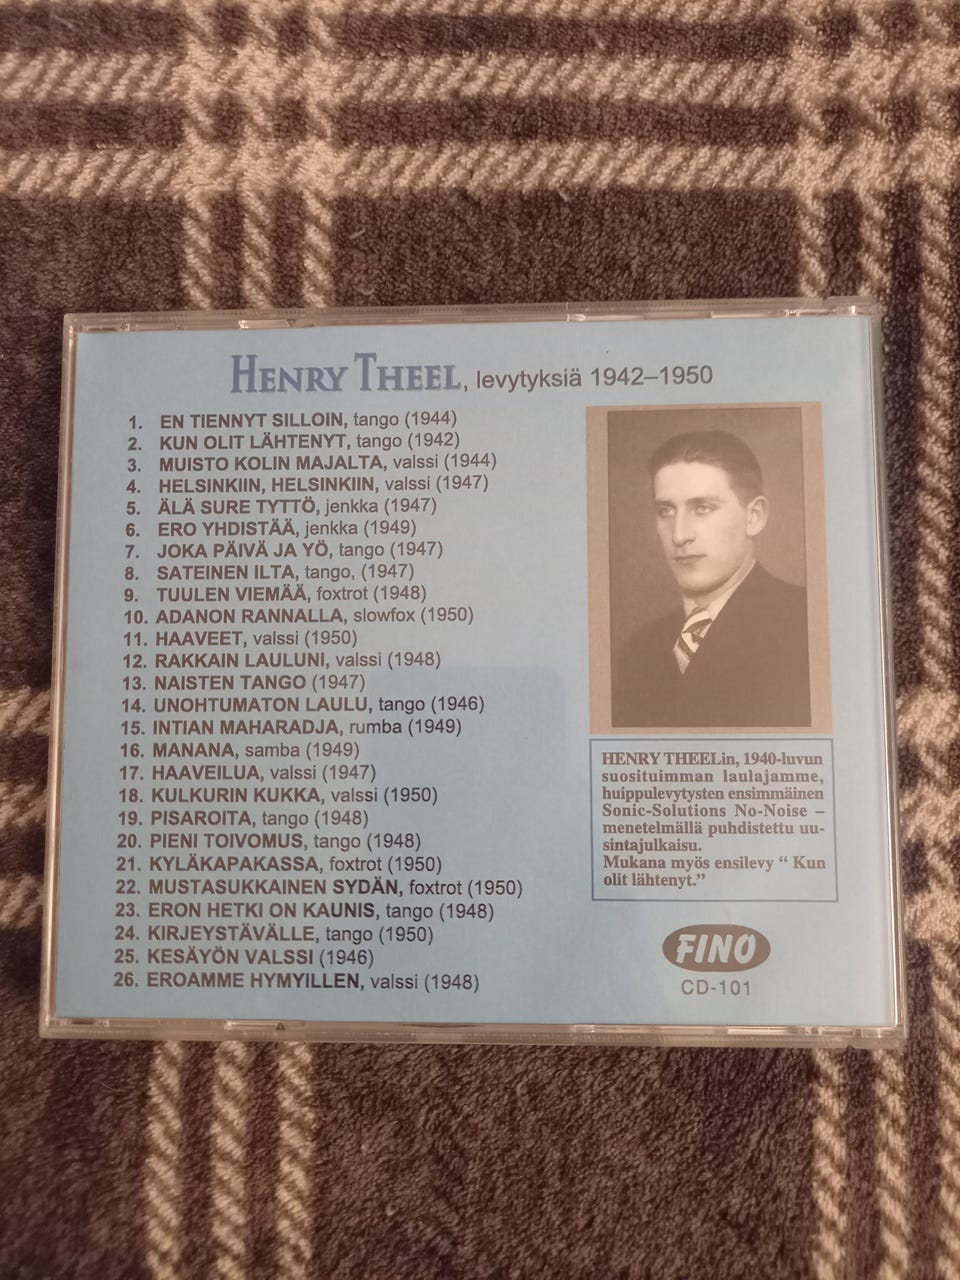 HENRY THEEL, levytyksiä 1942–1950
1. EN TIENNYT SILLOIN, tango (1944)
2. KUN OLIT LÄHTENYT, tango (1942)
3. MUISTO KOLIN MAJALTA, valssi (1944)
4. HELSINKIIN, HELSINKIIN, valssi (1947)
5. ÄLÄ SURE TYTTÖ, jenkka (1947)
6. ERO YHDISTÄÄ, jenkka (1949)
7. JOKA PÄIVÄ JA YÖ, tango (1947)
8. SATEINEN ILTA, tango, (1947)
9. TUULEN VIEMÄÄ, foxtrot (1948)
10. ADANON RANNALLA, slowfox (1950)
11. HAAVEET, valssi (1950)
12. RAKKAIN LAULUNI, valssi (1948)
13. NAISTEN TANGO (1947)
14. UNOHTUMATON LAULU, tango (1946)
15. INTIAN MAHARADJA, rumba (1949)
16. MANANA, samba (1949)
17. HAAVEILUA, valssi (1947)
18. KULKURIN KUKKA, valssi (1950)
19. PISAROITA, tango (1948)
20. PIENI TOIVOMUS, tango (1948)
21. KYLÄKAPAKASSA, foxtrot (1950)
22. MUSTASUKKAINEN SYDÄN, foxtrot (1950)
23. ERON HETKI ON KAUNIS, tango (1948)
24. KIRJEYSTÄVÄLLE, tango (1950)
25. KESÄYÖN VALSSI (1946)
26. EROAMME HYMYILLEN, valssi (1948)
HENRY THEELin, 1940-luvun
suosituimman laulajamme,
huippulevytysten ensimmäinen
Sonic-Solutions No-Noise –
menetelmällä puhdistettu uu-
sintajulkaisu.
Mukana myös ensilevy “ Kun
olit lähtenyt.”
FINO
CD-101